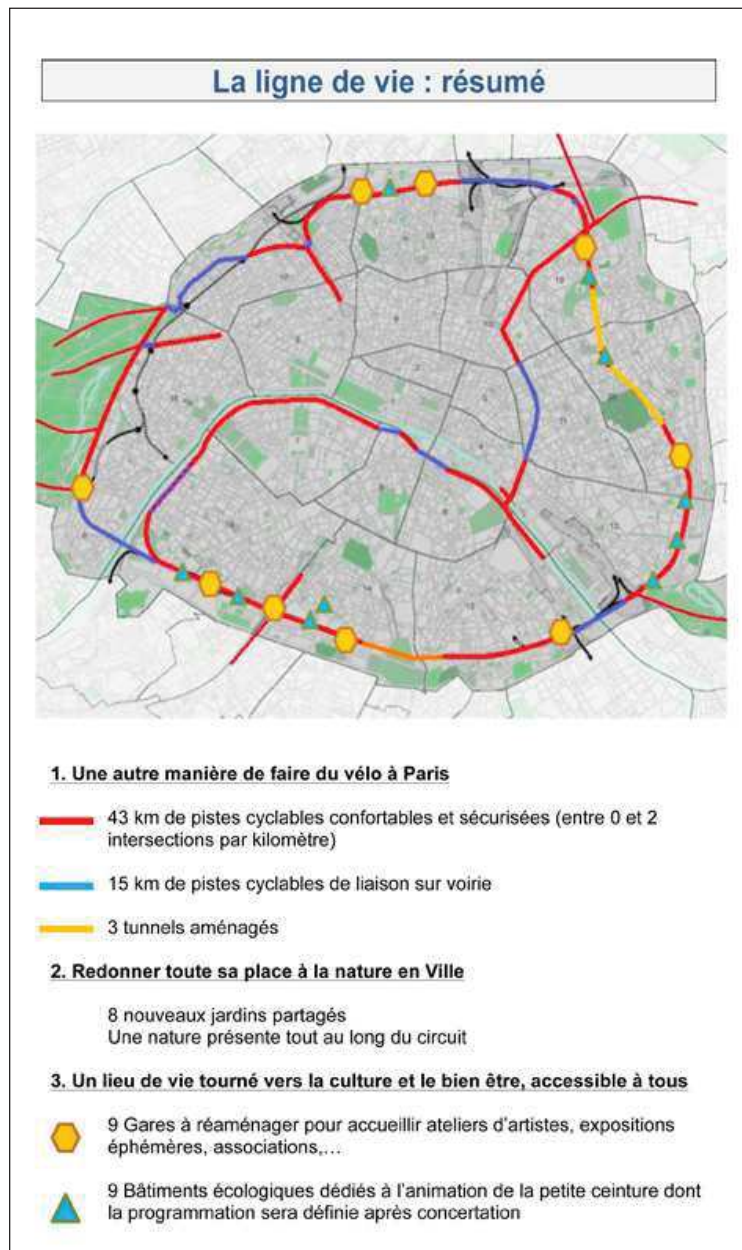 La ligne de vie : résumé
1. Une autre manière de faire du vélo à Paris
43 km de pistes cyclables confortables et sécurisées (entre 0 et 2
intersections par kilomètre)
15 km de pistes cyclables de liaison sur voirie
3 tunnels aménagés
2. Redonner toute sa place à la nature en Ville
8 nouveaux jardins partagés
Une nature présente tout au long du circuit
3. Un lieu de vie tourné vers la culture et le bien être, accessible à tous
9 Gares à réaménager pour accueillir ateliers d'artistes, expositions
éphémères, associations,…
9 Bâtiments écologiques dédiés à l'animation de la petite ceinture dont
la programmation sera définie après concertation